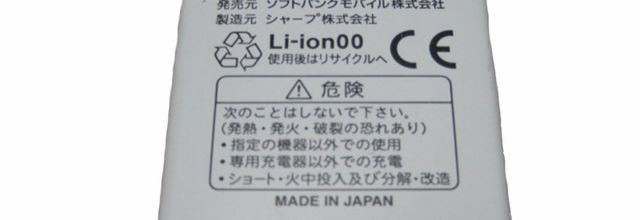 発売元 ソフトバンクモバイル株式会社
製造元 シャープ株式会社
Li-ion00
使用後はリサイクルへ
CE
危険
次のことはしないで下さい。
(発熱・発火・破裂の恐れあり)
・指定の機器以外での使用
・専用充電器以外での充電
・ショート・火中投入及び分解・改造
MADE IN JAPAN